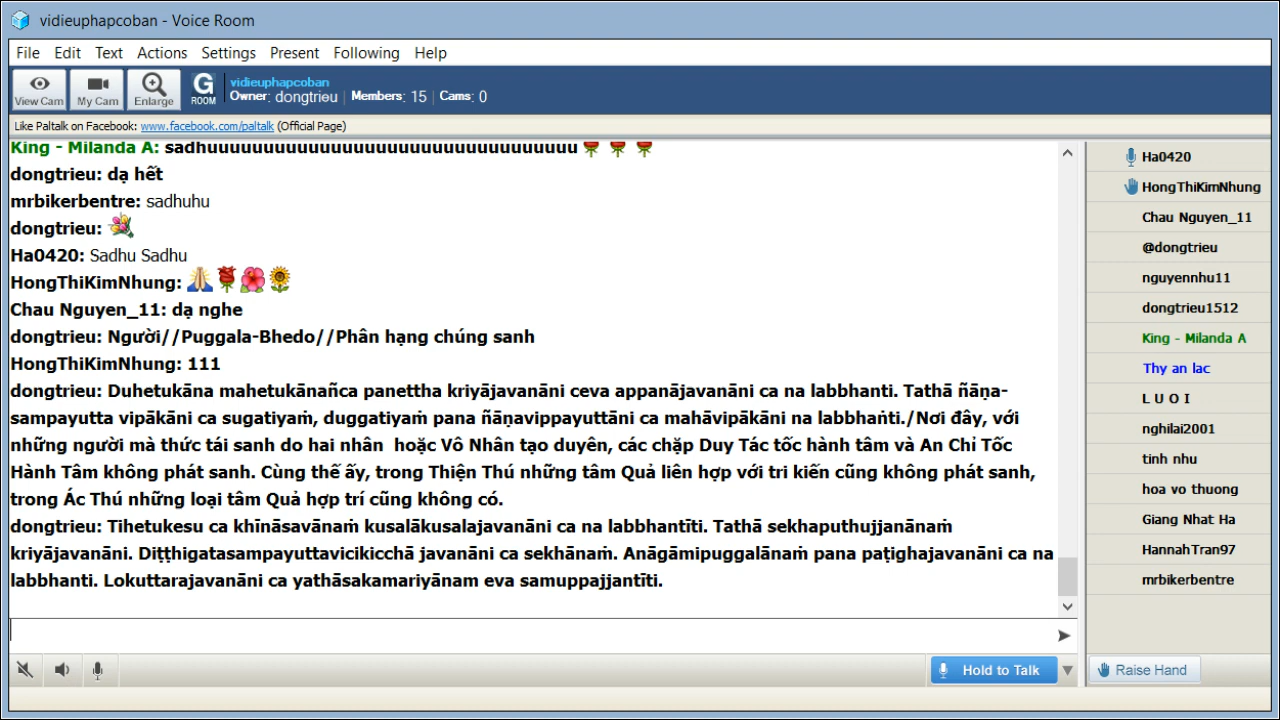 vidieuphapcoban - Voice Room
File Edit Text Actions Settings Present Following Help
View Cam My Cam Enlarge G ROOM
vidieuphapcoban
Owner: dongtrieu | Members: 15 | Cams: 0
Like Paltalk on Facebook: www.facebook.com/paltalk (Official Page)
King - Milanda A: sadhuuuuuuuuuuuuuuuuuuuuuuuuuuuuuuuuu
dongtrieu: dạ hết
mrbikerbentre: sadhuhu
dongtrieu:
Ha0420: Sadhu Sadhu
HongThiKimNhung:
Chau Nguyen_11: dạ nghe
dongtrieu: Người//Puggala-Bhedo//Phân hạng chúng sanh
HongThiKimNhung: 111
dongtrieu: Duhetukāna mahetukānañca panettha kriyājavanāni ceva appanājavanāni ca na labbhanti. Tathā ñāṇa-
sampayutta vipākāni ca sugatiyaṁ, duggatiyaṁ pana ñāṇavippayuttāni ca mahāvipākāni na labbhaṅti./Nơi đây, với
những người mà thức tái sanh do hai nhân hoặc Vô Nhân tạo duyên, các chặp Duy Tác tốc hành tâm và An Chỉ Tốc
Hành Tâm không phát sanh. Cùng thế ấy, trong Thiện Thú những tâm Quả liên hợp với tri kiến cũng không phát sanh,
trong Ác Thú những loại tâm Quả hợp trí cũng không có.
dongtrieu: Tihetukesu ca khīnāsavānaṁ kusalākusalajavanāni ca na labbhantīti. Tathā sekhaputhujjanānaṁ
kriyājavanāni. Diṭṭhigatasampayuttavicikicchā javanāni ca sekhānaṁ. Anāgāmipuggalānaṁ pana paṭighajavanāni ca na
labbhanti. Lokuttarajavanāni ca yathāsakamariyānam eva samuppajjantīti.
Ha0420
HongThiKimNhung
Chau Nguyen_11
@dongtrieu
nguyennhu11
dongtrieu1512
King - Milanda A
Thy an lac
L U O I
nghilai2001
tinh nhu
hoa vo thuong
Giang Nhat Ha
HannahTran97
mrbikerbentre
Hold to Talk
Raise Hand